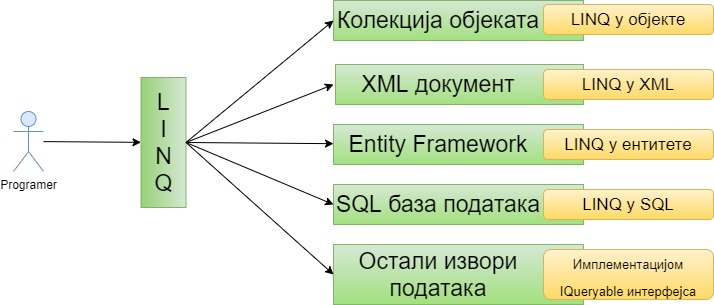 Programer
L
I
N
Q
Колекција објеката
LINQ у објекте
XML документ
LINQ у XML
Entity Framework
LINQ у ентитете
SQL база података
LINQ у SQL
Остали извори
података
Имплементацијом
IQueryable интерфејса